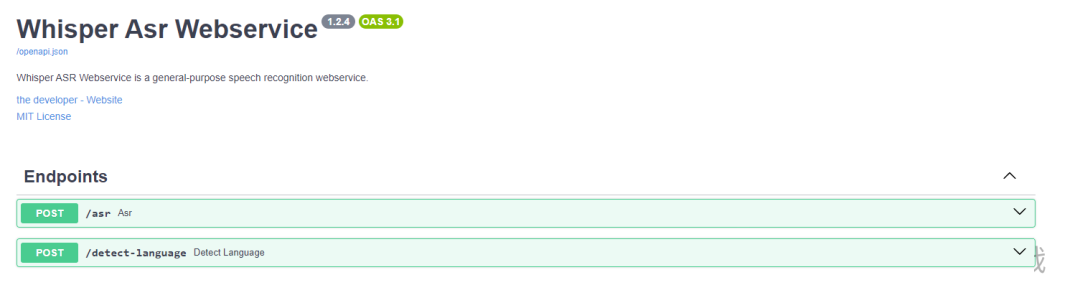 Whisper Asr Webservice 1.2.4 OAS 3.1
/openapi.json
Whisper ASR Webservice is a general-purpose speech recognition webservice.
the developer - Website
MIT License
Endpoints
POST /asr Asr
POST /detect-language Detect Language